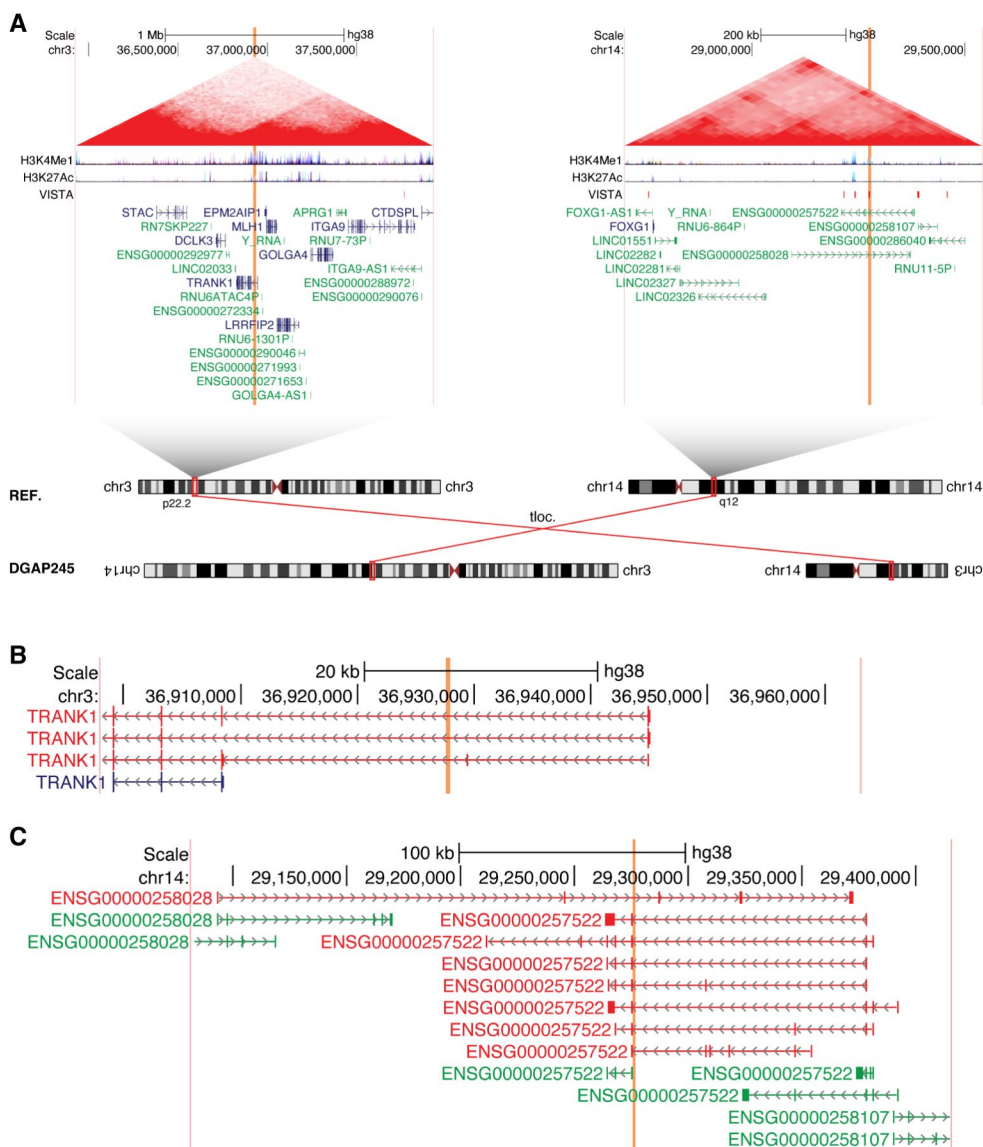 A
Scale 1 Mb hg38
chr3: 36,500,000 37,000,000 37,500,000
H3K4Me1
H3K27Ac
VISTA
STAC EPM2AIP1 APRG1 CTDSPL
RN7SKP227 MLH1 ITGA9
DCLK3 Y_RNA RNU7-73P
ENSG00000292977 GOLGA4
LINC02033 ITGA9-AS1
TRANK1 ENSG00000288972
RNU6ATAC4P ENSG00000290076
ENSG00000272334
LRRFIP2
RNU6-1301P
ENSG00000290046
ENSG00000271993
ENSG00000271653
GOLGA4-AS1
Scale 200 kb hg38
chr14: 29,000,000 29,500,000
H3K4Me1
H3K27Ac
VISTA
FOXG1-AS1 Y_RNA ENSG00000257522
FOXG1 RNU6-864P ENSG00000258107
LINC01551 ENSG00000286040
LINC02282 ENSG00000258028
LINC02281 RNU11-5P
LINC02327
LINC02326
REF.
chr3 chr3
p22.2
chr14 chr14
q12
tloc.
DGAP245
chr14 chr3
chr14 chr3
B
Scale 20 kb hg38
chr3: 36,910,000 36,920,000 36,930,000 36,940,000 36,950,000 36,960,000
TRANK1
TRANK1
TRANK1
TRANK1
C
Scale 100 kb hg38
chr14: 29,150,000 29,200,000 29,250,000 29,300,000 29,350,000 29,400,000
ENSG00000258028
ENSG00000258028 ENSG00000257522
ENSG00000258028 ENSG00000257522
ENSG00000257522
ENSG00000257522
ENSG00000257522
ENSG00000257522
ENSG00000257522
ENSG00000257522 ENSG00000257522
ENSG00000257522
ENSG00000258107
ENSG00000258107